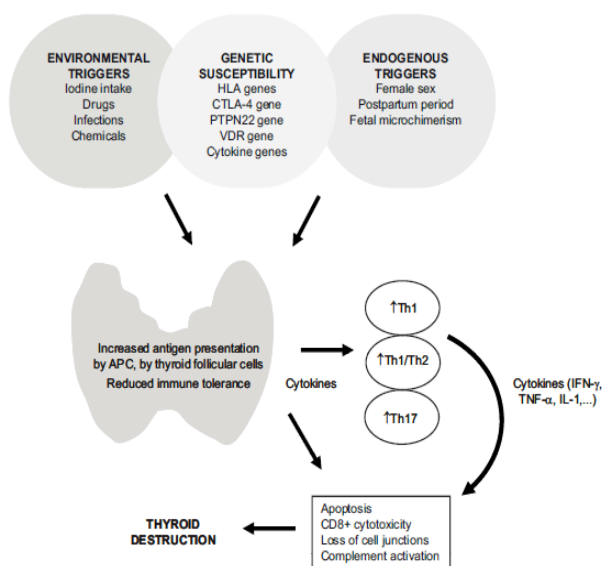 ENVIRONMENTAL
TRIGGERS
Iodine intake
Drugs
Infections
Chemicals
GENETIC
SUSCEPTIBILITY
HLA genes
CTLA-4 gene
PTPN22 gene
VDR gene
Cytokine genes
ENDOGENOUS
TRIGGERS
Female sex
Postpartum period
Fetal microchimerism
Increased antigen presentation
by APC, by thyroid follicular cells
Reduced immune tolerance
Cytokines
↑Th1
↑Th1/Th2
↑Th17
Cytokines (IFN-γ,
TNF-α, IL-1,...)
Apoptosis
CD8+ cytotoxicity
Loss of cell junctions
Complement activation
THYROID
DESTRUCTION